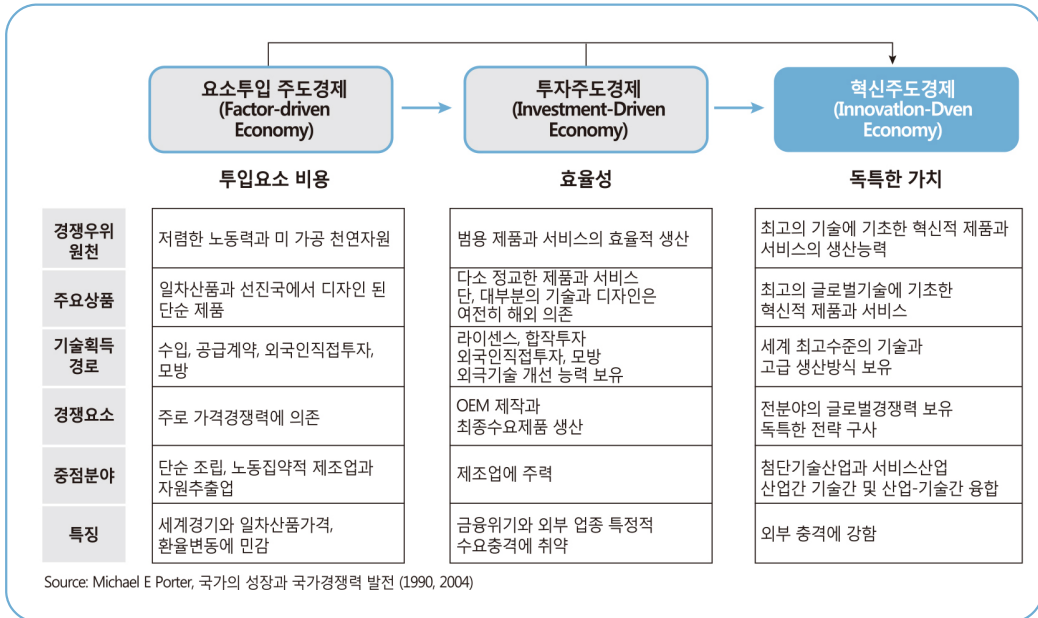 요소투입 주도경제
(Factor-driven
Economy)
투자주도경제
(Investment-Driven
Economy)
혁신주도경제
(Innovatlon-Dven
Economy)
투입요소 비용
효율성
독특한 가치
경쟁우위
원천
저렴한 노동력과 미 가공 천연자원
범용 제품과 서비스의 효율적 생산
최고의 기술에 기초한 혁신적 제품과
서비스의 생산능력
주요상품
일차산품과 선진국에서 디자인 된
단순 제품
다소 정교한 제품과 서비스
단, 대부분의 기술과 디자인은
여전히 해외 의존
최고의 글로벌기술에 기초한
혁신적 제품과 서비스
기술획득
경로
수입, 공급계약, 외국인직접투자,
모방
라이센스, 합작투자
외국인직접투자, 모방
외극기술 개선 능력 보유
세계 최고수준의 기술과
고급 생산방식 보유
경쟁요소
주로 가격경쟁력에 의존
OEM 제작과
최종수요제품 생산
전분야의 글로벌경쟁력 보유
독특한 전략 구사
중점분야
단순 조립, 노동집약적 제조업과
자원추출업
제조업에 주력
첨단기술산업과 서비스산업
산업간 기술간 및 산업-기술간 융합
특징
세계경기와 일차산품가격,
환율변동에 민감
금융위기와 외부 업종 특정적
수요충격에 취약
외부 충격에 강함
Source: Michael E Porter, 국가의 성장과 국가경쟁력 발전 (1990, 2004)